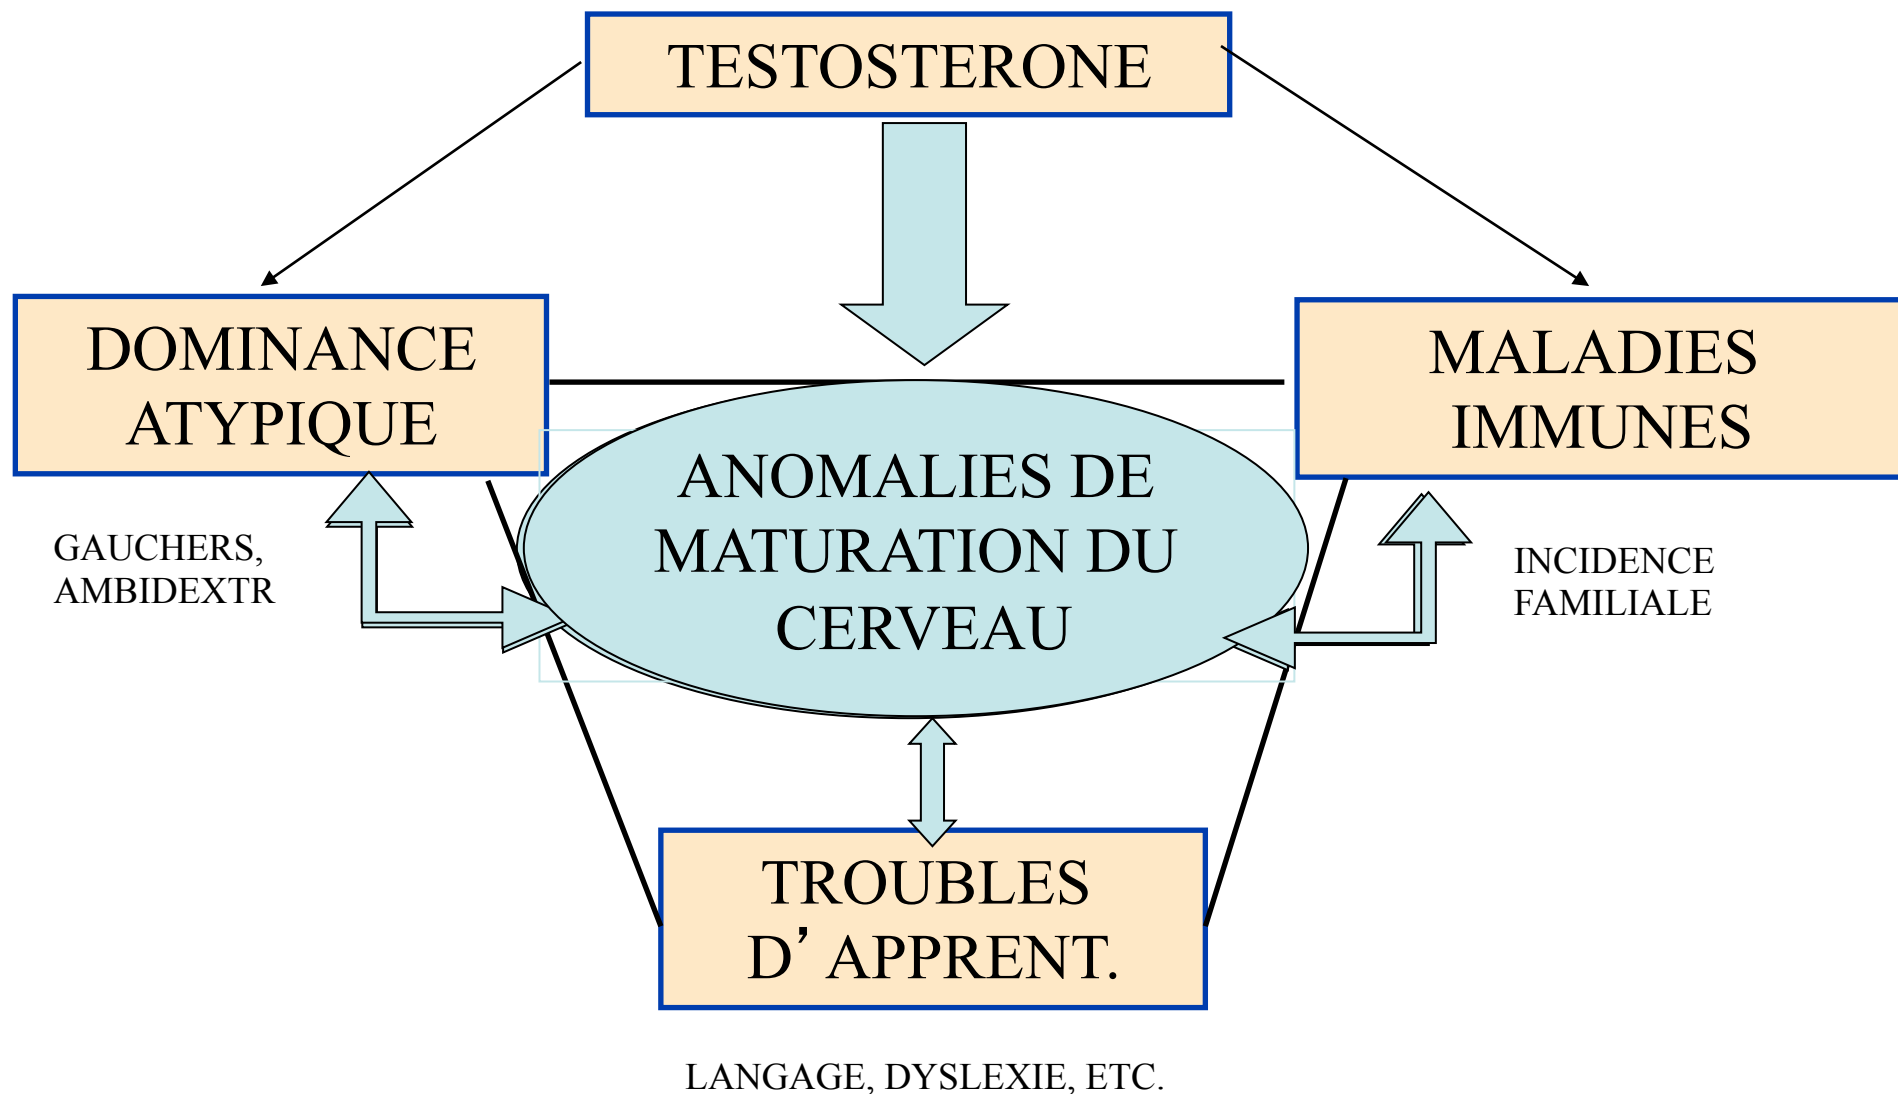 TESTOSTERONE
DOMINANCE
ATYPIQUE
MALADIES
IMMUNES
ANOMALIES DE
MATURATION DU
CERVEAU
GAUCHERS,
AMBIDEXTR
INCIDENCE
FAMILIALE
TROUBLES
D’ APPRENT.
LANGAGE, DYSLEXIE, ETC.